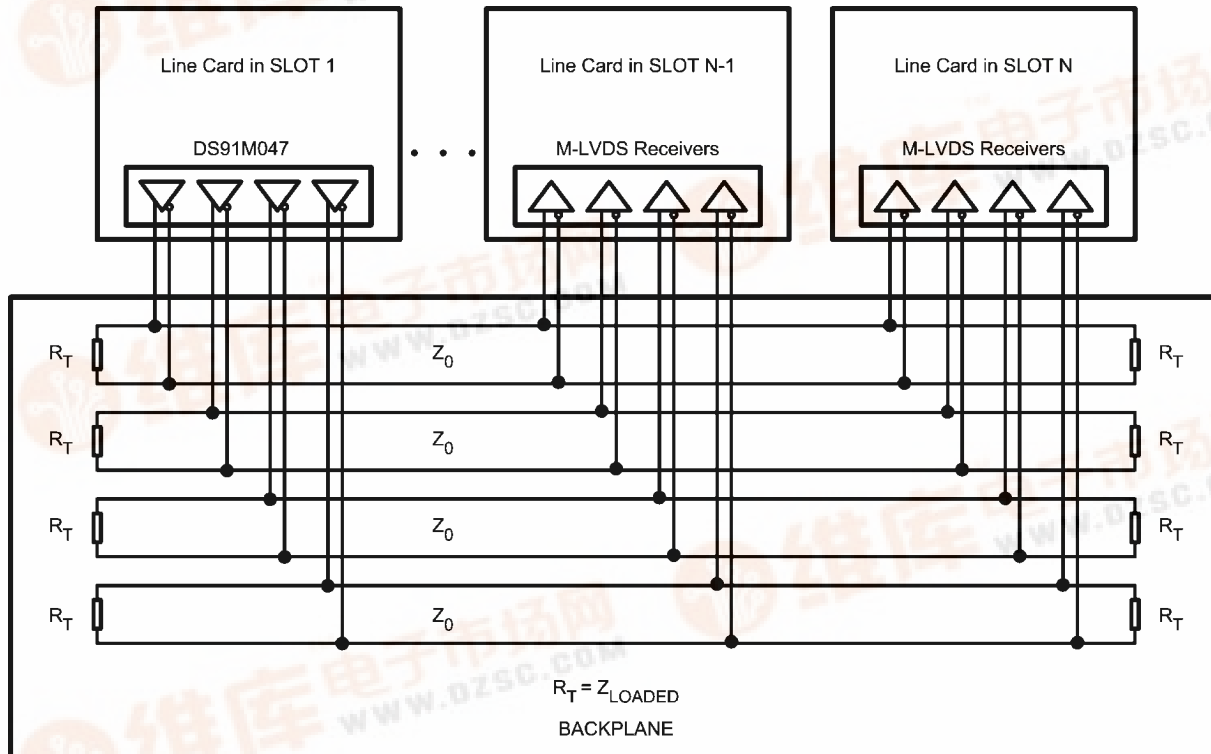 Line Card in SLOT 1
Line Card in SLOT N-1
Line Card in SLOT N
DS91M047
. . .
M-LVDS Receivers
M-LVDS Receivers
R_T
Z_0
R_T
R_T
Z_0
R_T
R_T
Z_0
R_T
R_T
Z_0
R_T
R_T = Z_LOADED
BACKPLANE
维库电子市场网
WWW.DZSC.COM